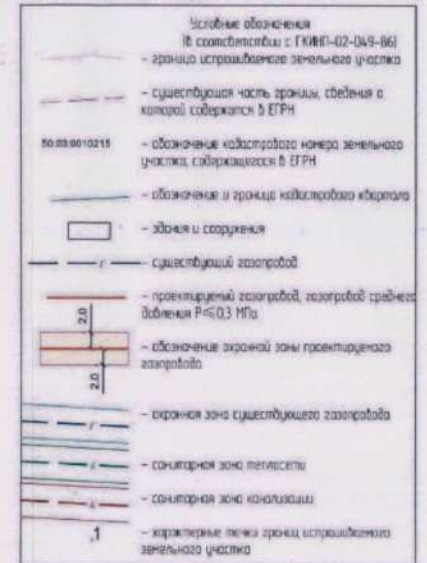 Условные обозначения
(в соответствии с ГКИНП-02-049-86)
- граница испрашиваемого земельного участка
- существующая часть границы, сведения о
которой содержатся в ЕГРН
50:03:0010215
- обозначение кадастрового номера земельного
участка, содержащегося в ЕГРН
- обозначение и граница кадастрового квартала
- здания и сооружения
Г
- существующий газопровод
- проектируемый газопровод, газопровод среднего
давления Р≤0,3 МПа
2.0
- обозначение охранной зоны проектируемого
газопровода
2.0
- охранная зона существующего газопровода
Г
- санитарная зона теплосети
- санитарная зона канализации
к
.1
- характерные точки границ испрашиваемого
земельного участка